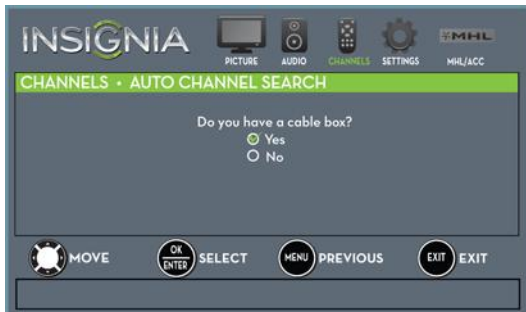 INSIGNIA
PICTURE AUDIO CHANNELS SETTINGS MHL MHL/ACC
CHANNELS • AUTO CHANNEL SEARCH
Do you have a cable box?
Yes
No
MOVE OK ENTER SELECT MENU PREVIOUS EXIT EXIT